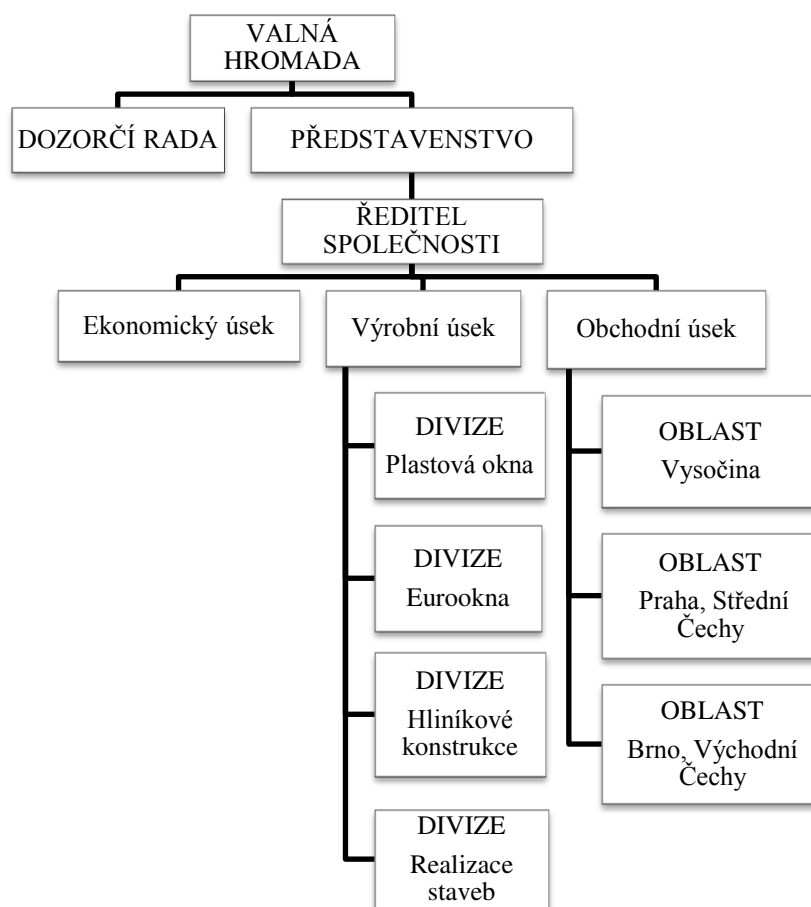 VALNÁ
HROMADA
DOZORČÍ RADA
PŘEDSTAVENSTVO
ŘEDITEL
SPOLEČNOSTI
Ekonomický úsek
Výrobní úsek
Obchodní úsek
DIVIZE
Plastová okna
DIVIZE
Eurookna
DIVIZE
Hliníkové
konstrukce
DIVIZE
Realizace
staveb
OBLAST
Vysočina
OBLAST
Praha, Střední
Čechy
OBLAST
Brno, Východní
Čechy